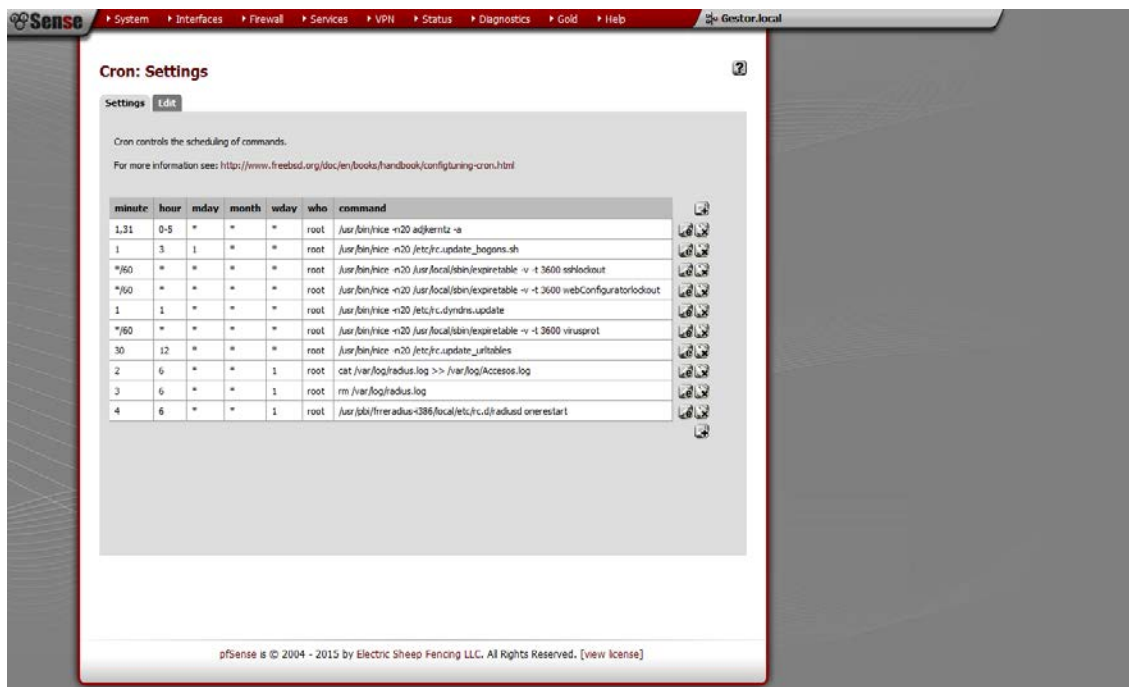 Sense System Interfaces Firewall Services VPN Status Diagnostics Gold Help Gestor.local
Cron: Settings ?
Settings Edit
Cron controls the scheduling of commands.
For more information see: http://www.freebsd.org/doc/en/books/handbook/configtuning-cron.html
minute hour mday month wday who command
1,31 0-5 * * * root /usr/bin/nice -n20 adjkerntz -a
1 3 1 * * root /usr/bin/nice -n20 /etc/rc.update_bogons.sh
*/60 * * * * root /usr/bin/nice -n20 /usr/local/sbin/expiretable -v -t 3600 sshlockout
*/60 * * * * root /usr/bin/nice -n20 /usr/local/sbin/expiretable -v -t 3600 webConfiguratorlockout
1 1 * * * root /usr/bin/nice -n20 /etc/rc.dyndns.update
*/60 * * * * root /usr/bin/nice -n20 /usr/local/sbin/expiretable -v -t 3600 virusprot
30 12 * * * root /usr/bin/nice -n20 /etc/rc.update_urltables
2 6 * * 1 root cat /var/log/radius.log >> /var/log/Accesos.log
3 6 * * 1 root rm /var/log/radius.log
4 6 * * 1 root /usr/pbi/frreradius-i386/local/etc/rc.d/radiusd onerestart
pfSense is © 2004 - 2015 by Electric Sheep Fencing LLC. All Rights Reserved. [view license]